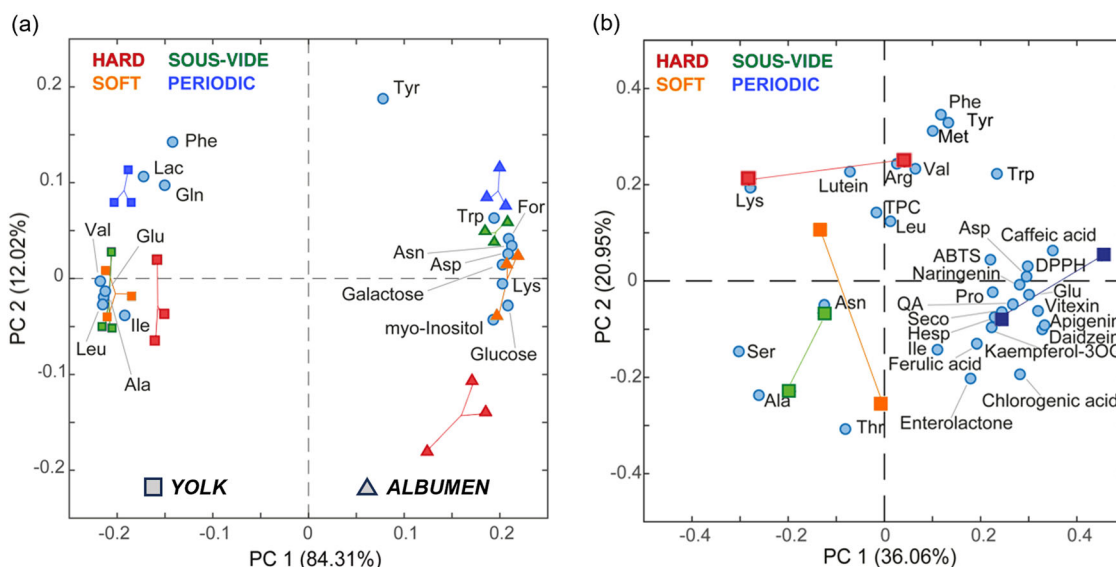 (a)
HARD SOUS-VIDE
SOFT PERIODIC
PC 2 (12.02%)
0.2
0.1
0
-0.1
-0.2
Tyr
Phe
Lac
Gln
Val
Glu
Ile
Leu
Ala
Trp
For
Asn
Asp
Lys
Galactose
myo-Inositol
Glucose
YOLK
ALBUMEN
-0.2 -0.1 0 0.1 0.2
PC 1 (84.31%)
(b)
HARD SOUS-VIDE
SOFT PERIODIC
PC 2 (20.95%)
0.4
0.2
0
-0.2
-0.4
Phe
Tyr
Met
Arg
Val
Trp
Lutein
Lys
TPC
Leu
Asp
Caffeic acid
ABTS
DPPH
Naringenin
Pro
Glu
QA
Vitexin
Seco
Apigenin
Hesp
Daidzein
Ile
Kaempferol-3OG
Ferulic acid
Asn
Ser
Ala
Thr
Chlorogenic acid
Enterolactone
-0.4 -0.2 0 0.2 0.4
PC 1 (36.06%)